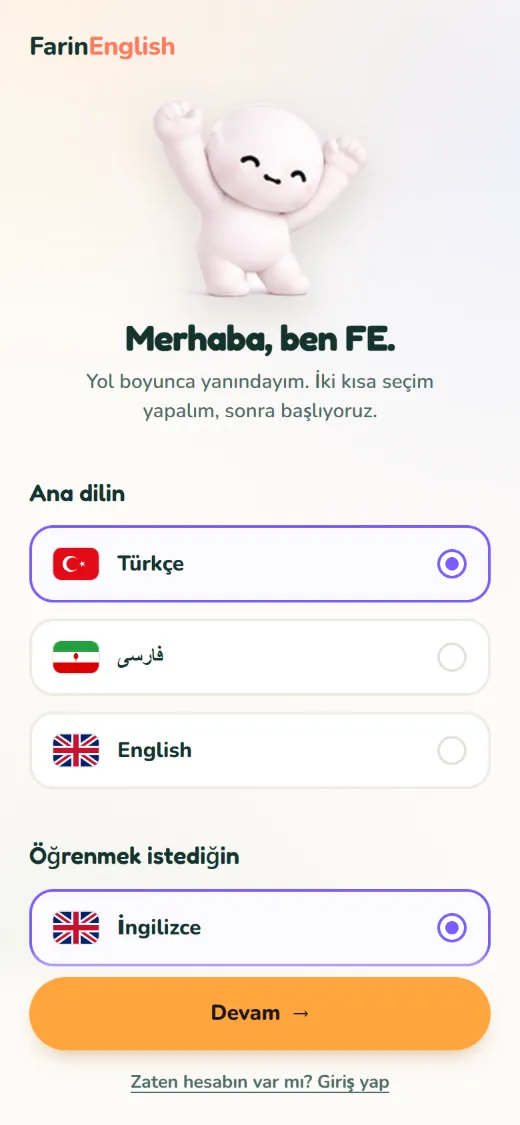 FarinEnglish
Merhaba, ben FE.
Yol boyunca yanındayım. İki kısa seçim
yapalım, sonra başlıyoruz.
Ana dilin
Türkçe
فارسی
English
Öğrenmek istediğin
İngilizce
Devam →
Zaten hesabın var mı? Giriş yap